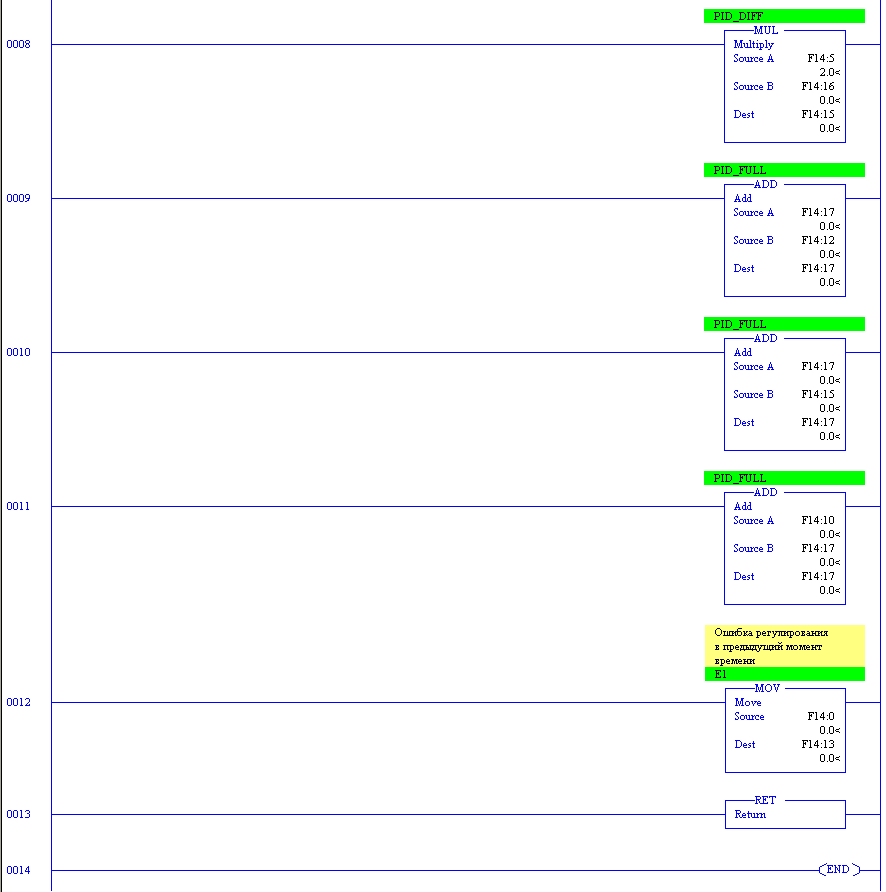 PID_DIFF
MUL
0008
Multiply
Source A F14:5
2.0<
Source B F14:16
0.0<
Dest F14:15
0.0<
PID_FULL
ADD
0009
Add
Source A F14:17
0.0<
Source B F14:12
0.0<
Dest F14:17
0.0<
PID_FULL
ADD
0010
Add
Source A F14:17
0.0<
Source B F14:15
0.0<
Dest F14:17
0.0<
PID_FULL
ADD
0011
Add
Source A F14:10
0.0<
Source B F14:17
0.0<
Dest F14:17
0.0<
Ошибка регулирования
в предыдущий момент
времени
E1
MOV
0012
Move
Source F14:0
0.0<
Dest F14:13
0.0<
RET
0013
Return
0014
END